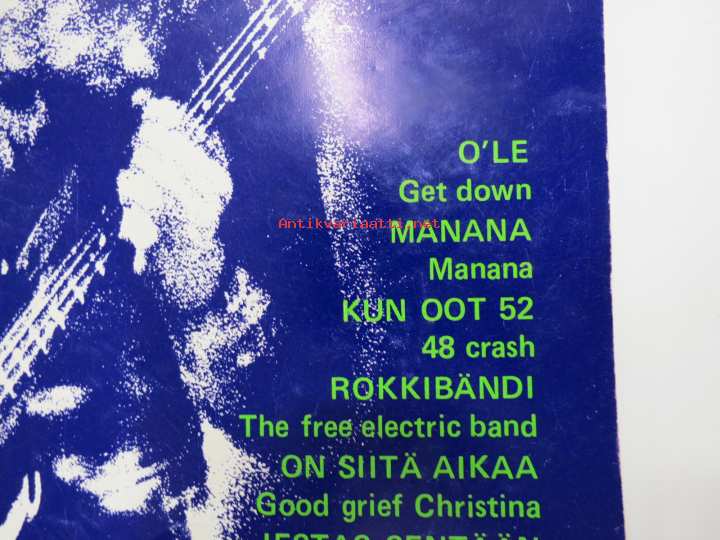 O'LE
Get down
Antikvariaatti.net
MANANA
Manana
KUN OOT 52
48 crash
ROKKIBÄNDI
The free electric band
ON SIITÄ AIKAA
Good grief Christina